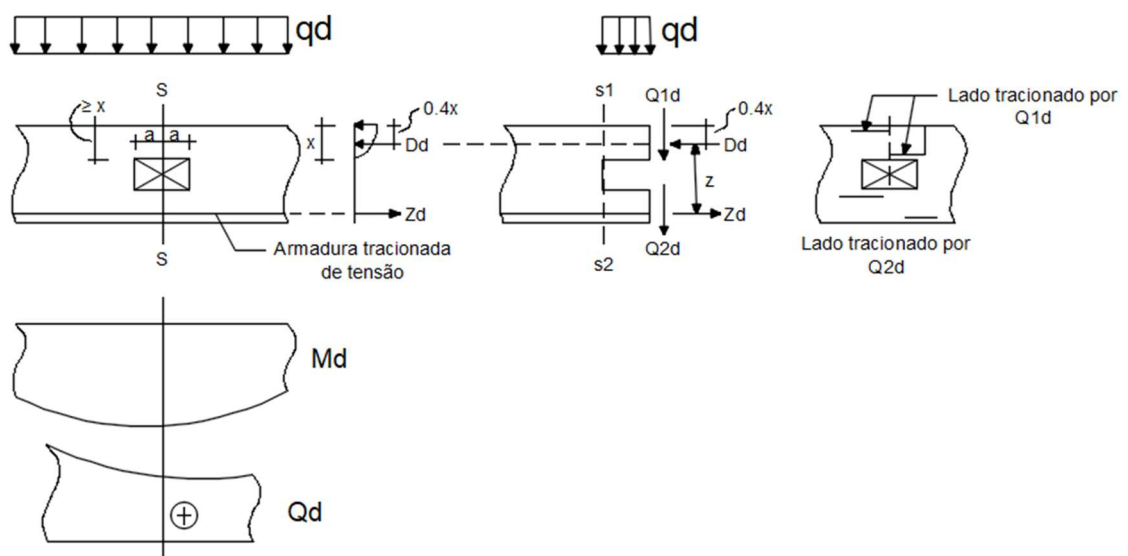 qd
qd
S
≥ x
a a
x
0.4x
Dd
Zd
S
Armadura tracionada
de tensão
s1
Q1d
0.4x
Dd
z
Zd
Q2d
s2
Lado tracionado por
Q1d
Lado tracionado por
Q2d
Md
Qd